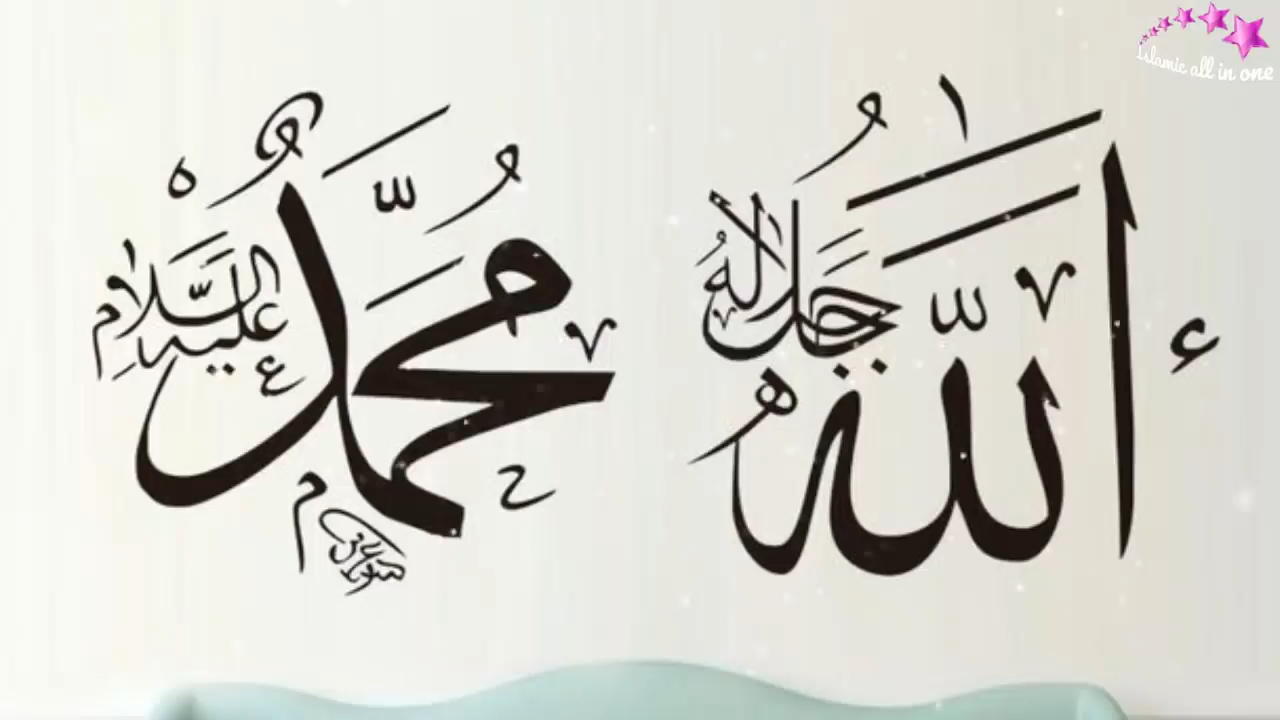 الله
جل جلاله
محمد
عليه السلام
Islamic all in one